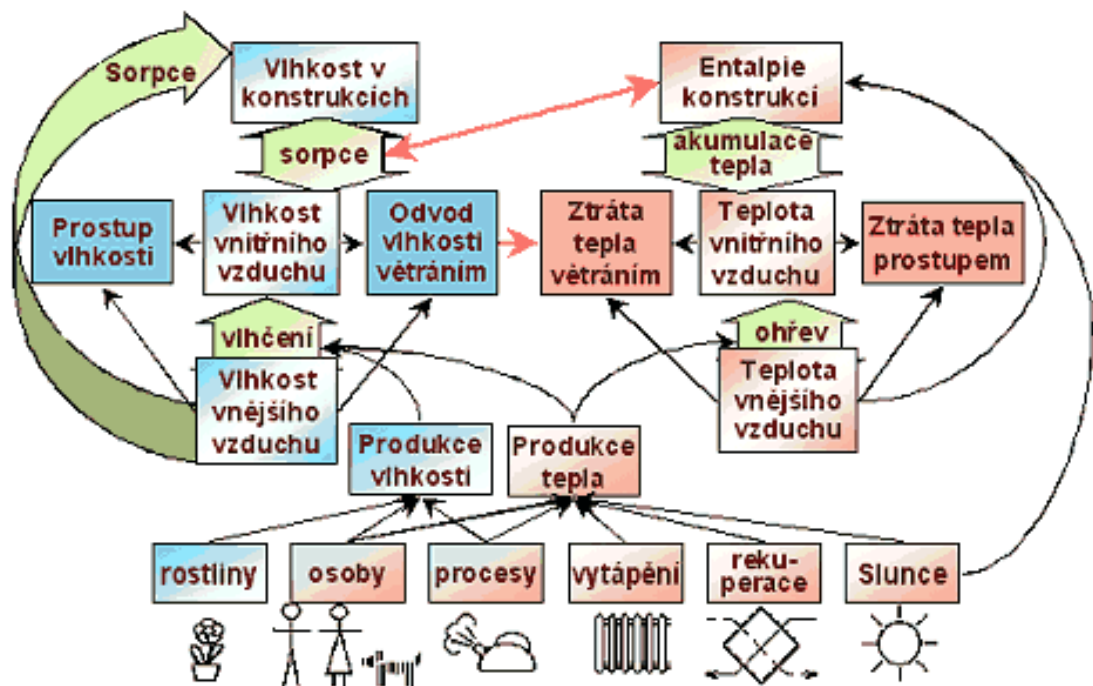 Sorpce
Vlhkost v
konstrukcích
Entalpie
konstrukcí
sorpce
akumulace
tepla
Prostup
vlhkosti
Vlhkost
vnitřního
vzduchu
Odvod
vlhkosti
větráním
Ztráta
tepla
větráním
Teplota
vnitřního
vzduchu
Ztráta tepla
prostupem
vlhčení
ohřev
Vlhkost
vnějšího
vzduchu
Teplota
vnějšího
vzduchu
Produkce
vlhkosti
Produkce
tepla
rostliny
osoby
procesy
vytápění
reku-
perace
Slunce